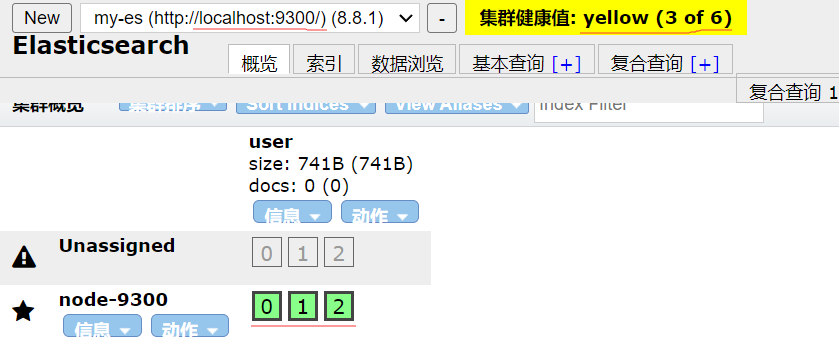 New my-es (http://localhost:9300/) (8.8.1) - 集群健康值: yellow (3 of 6)
Elasticsearch
概览 索引 数据浏览 基本查询 [+] 复合查询 [+]
复合查询 1
集群概览 集群排序 Sort Indices View Aliases Index Filter
user
size: 741B (741B)
docs: 0 (0)
信息 动作
Unassigned 0 1 2
node-9300 0 1 2
信息 动作